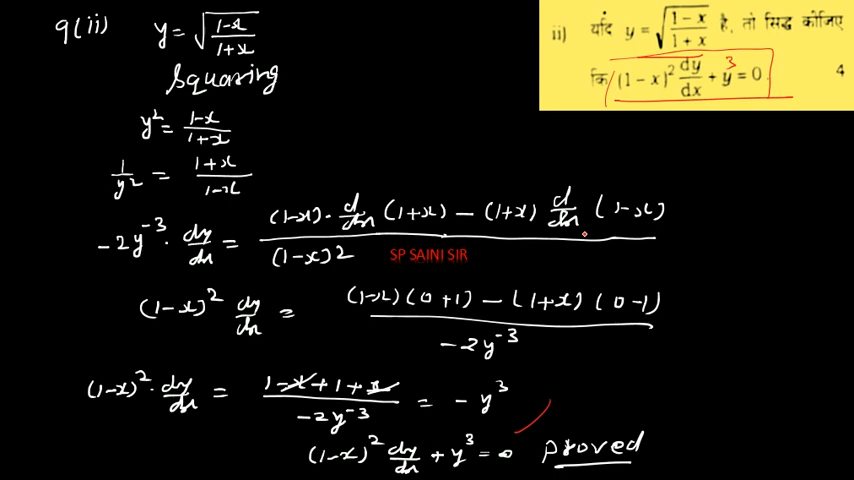 9(ii) y = √((1-x)/(1+x))
ii) यदि y = √((1-x)/(1+x)) है, तो सिद्ध कीजिए
कि (1-x)² dy/dx + y³ = 0. 4
Squaring
y² = (1-x)/(1+x)
1/y² = (1+x)/(1-x)
-2y⁻³ · dy/dx = ((1-x) · d/dx (1+x) - (1+x) d/dx (1-x))/(1-x)²
SP SAINI SIR
(1-x)² dy/dx = ((1-x)(0+1) - (1+x)(0-1))/(-2y⁻³)
(1-x)² · dy/dx = (1-x+1+x)/(-2y⁻³) = -y³
(1-x)² dy/dx + y³ = 0 proved